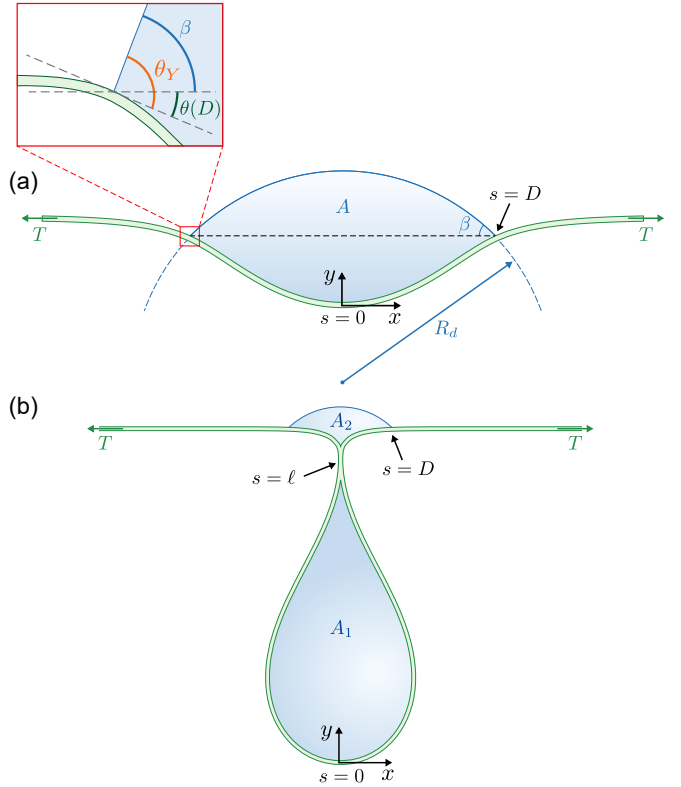 β
θ_Y
θ(D)
(a)
s = D
A
β
T
T
y
s = 0
x
R_d
(b)
A_2
T
T
s = ℓ
s = D
A_1
y
s = 0
x